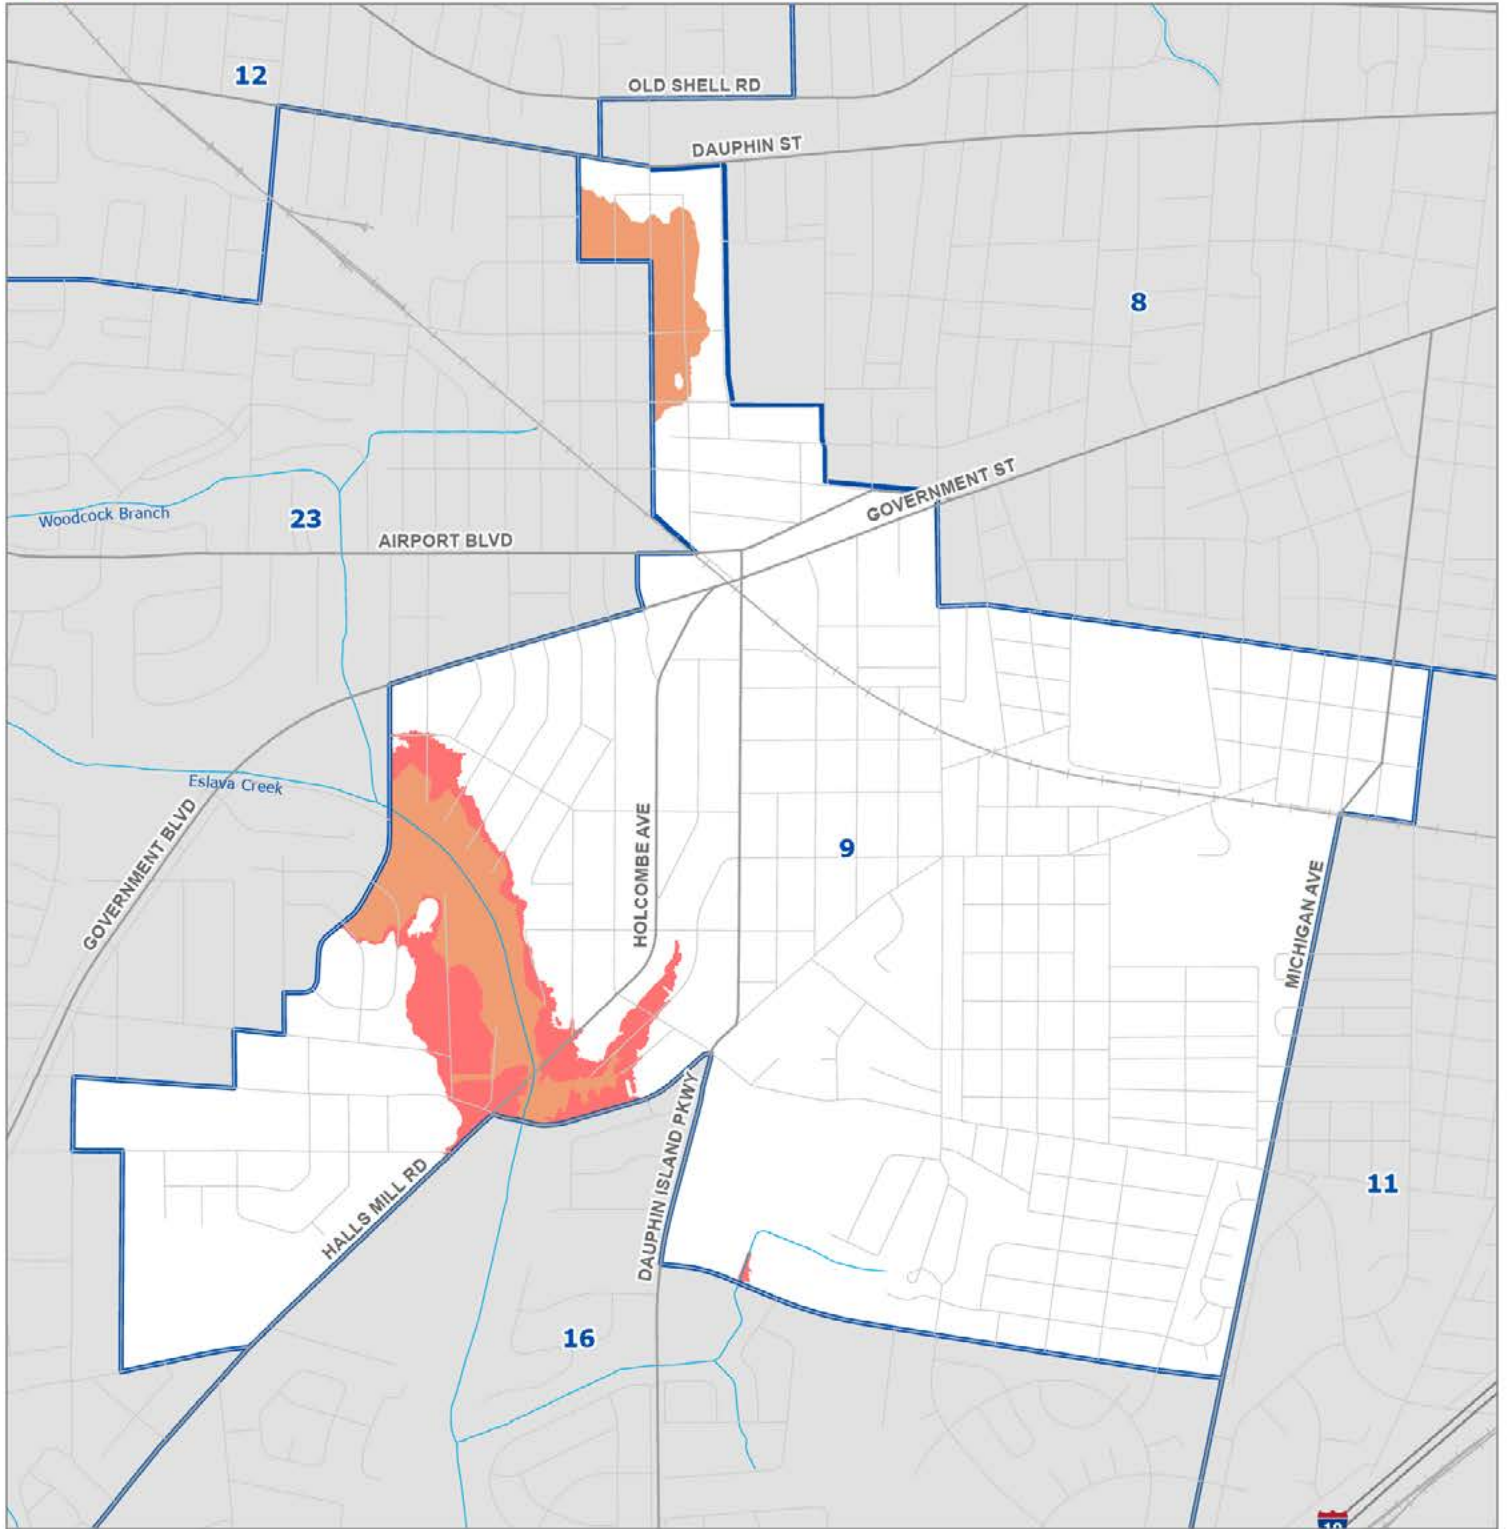 12
OLD SHELL RD
DAUPHIN ST
8
GOVERNMENT ST
Woodcock Branch
23
AIRPORT BLVD
Eslava Creek
GOVERNMENT BLVD
HOLCOMBE AVE
9
MICHIGAN AVE
DAUPHIN ISLAND PKWY
HALLS MILL RD
11
16
10